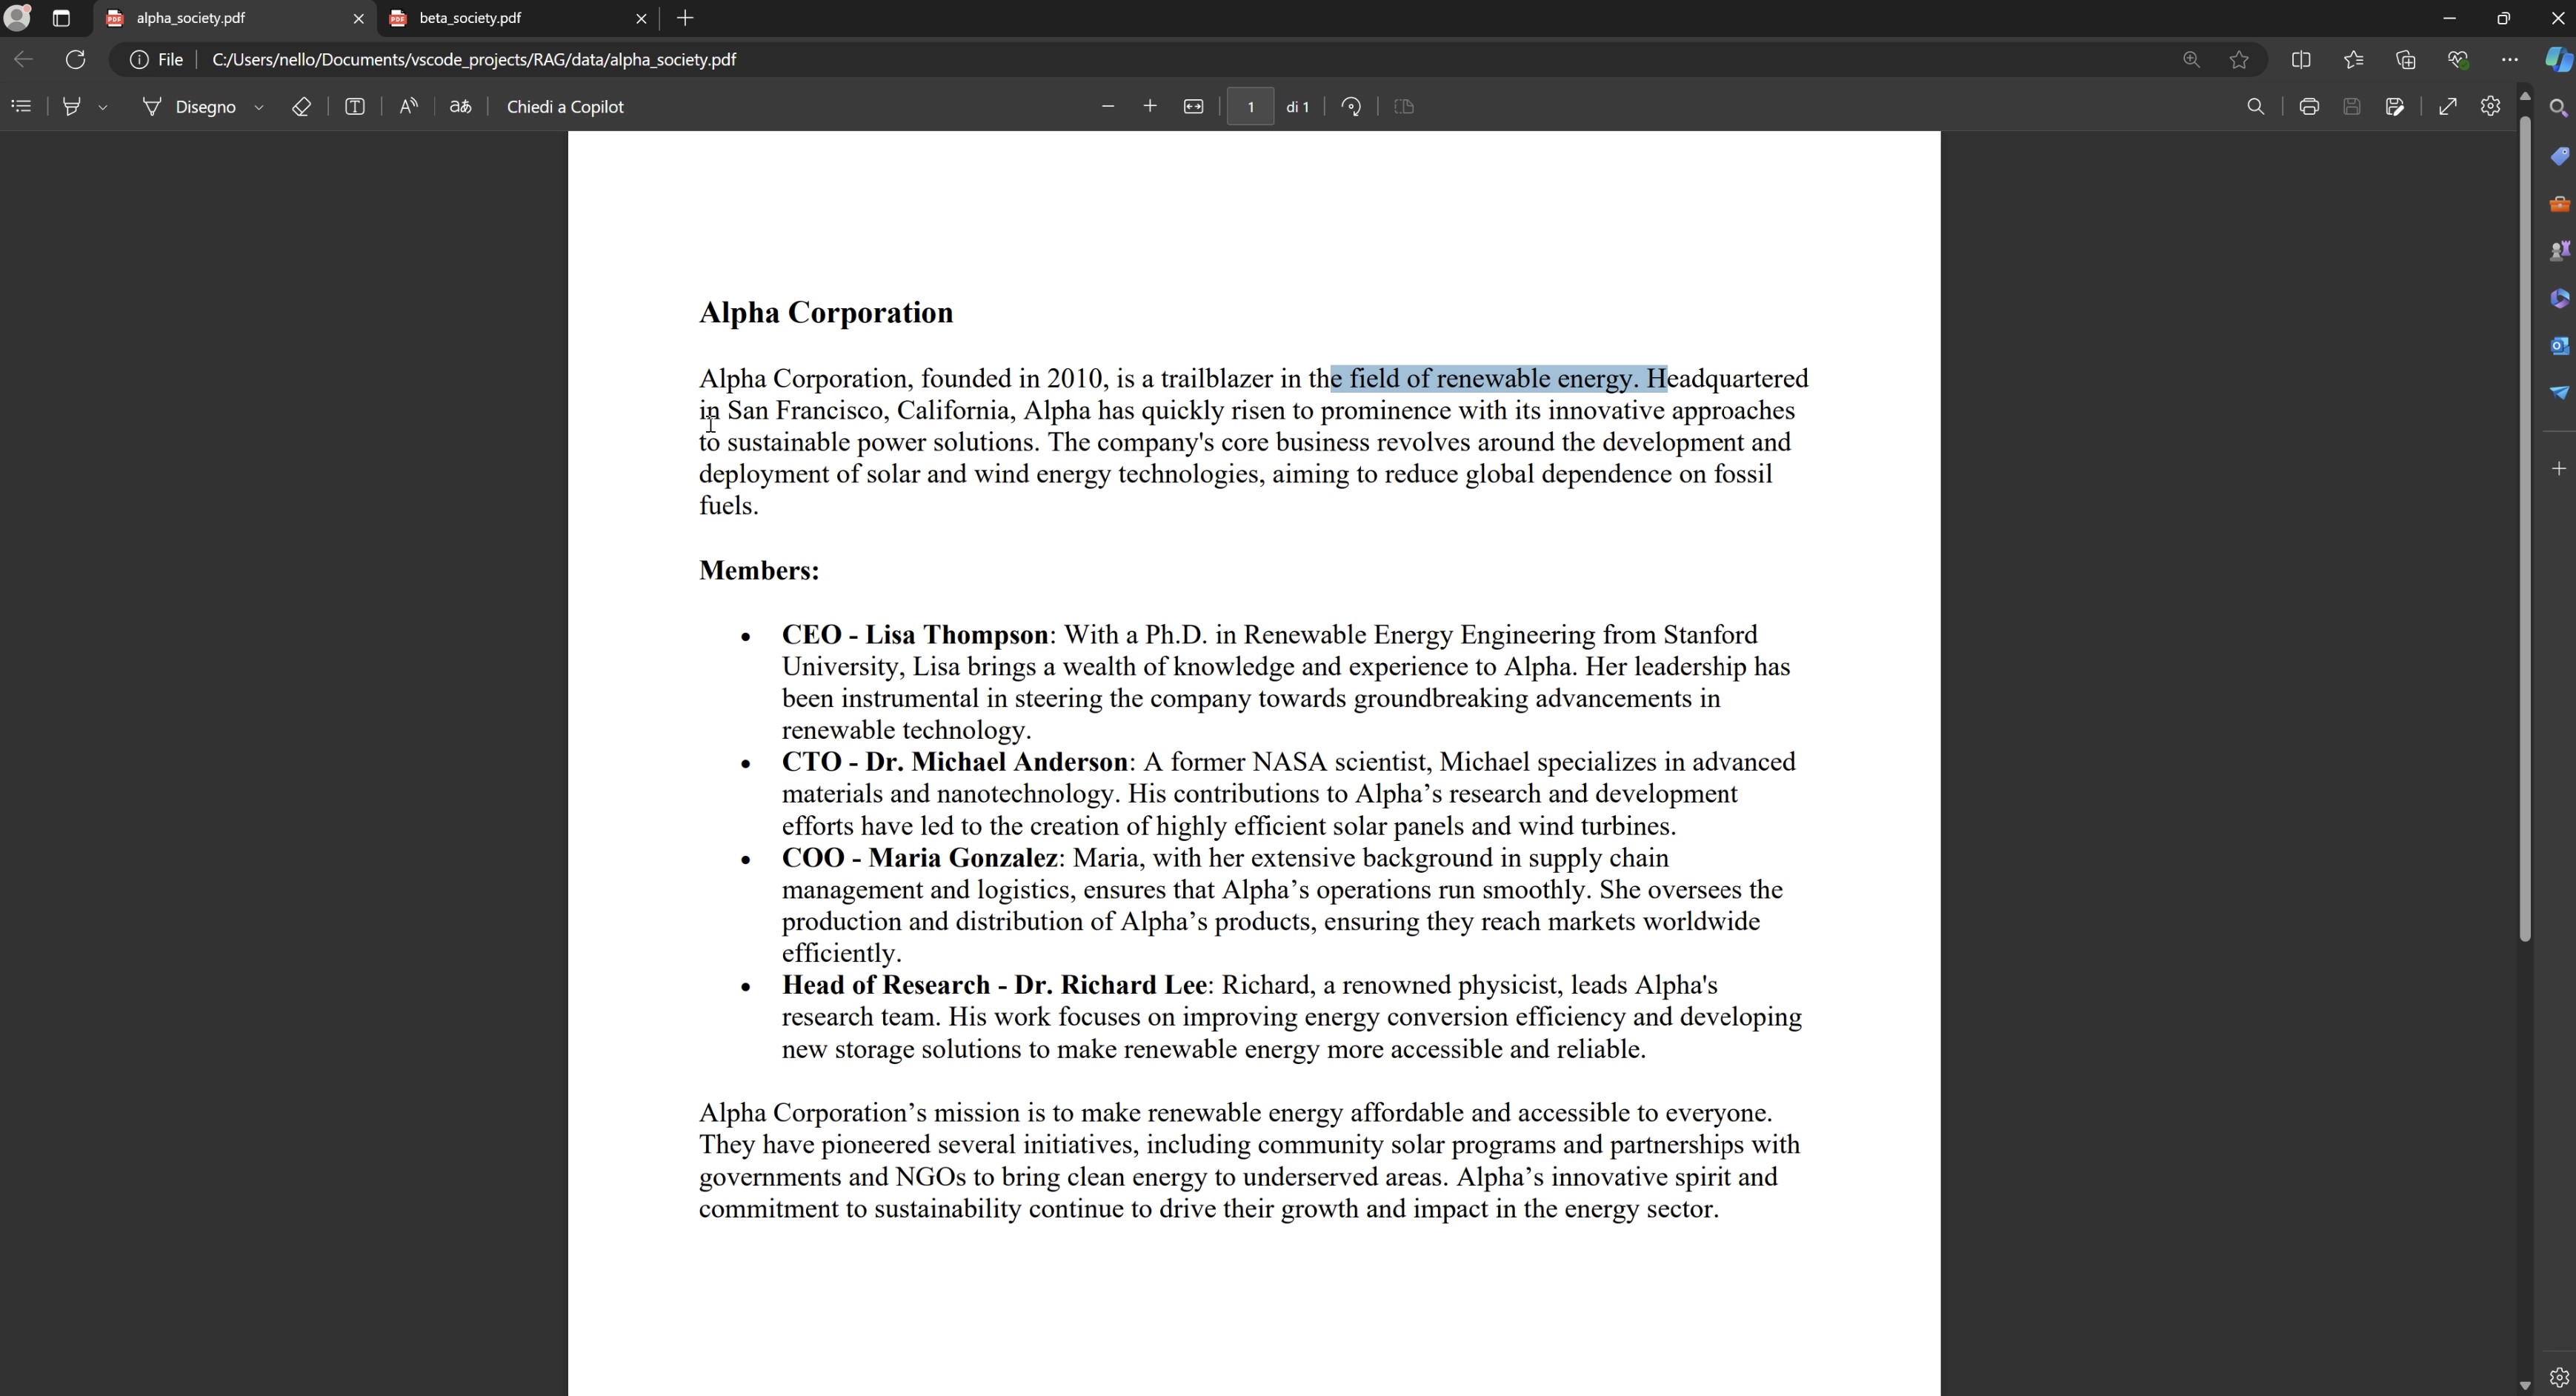 alpha_society.pdf
beta_society.pdf
File
C:/Users/nello/Documents/vscode_projects/RAG/data/alpha_society.pdf
Disegno
aあ
Chiedi a Copilot
1
di 1
Alpha Corporation
Alpha Corporation, founded in 2010, is a trailblazer in the field of renewable energy. Headquartered
in San Francisco, California, Alpha has quickly risen to prominence with its innovative approaches
to sustainable power solutions. The company's core business revolves around the development and
deployment of solar and wind energy technologies, aiming to reduce global dependence on fossil
fuels.
Members:
• CEO - Lisa Thompson: With a Ph.D. in Renewable Energy Engineering from Stanford
University, Lisa brings a wealth of knowledge and experience to Alpha. Her leadership has
been instrumental in steering the company towards groundbreaking advancements in
renewable technology.
• CTO - Dr. Michael Anderson: A former NASA scientist, Michael specializes in advanced
materials and nanotechnology. His contributions to Alpha’s research and development
efforts have led to the creation of highly efficient solar panels and wind turbines.
• COO - Maria Gonzalez: Maria, with her extensive background in supply chain
management and logistics, ensures that Alpha’s operations run smoothly. She oversees the
production and distribution of Alpha’s products, ensuring they reach markets worldwide
efficiently.
• Head of Research - Dr. Richard Lee: Richard, a renowned physicist, leads Alpha's
research team. His work focuses on improving energy conversion efficiency and developing
new storage solutions to make renewable energy more accessible and reliable.
Alpha Corporation’s mission is to make renewable energy affordable and accessible to everyone.
They have pioneered several initiatives, including community solar programs and partnerships with
governments and NGOs to bring clean energy to underserved areas. Alpha’s innovative spirit and
commitment to sustainability continue to drive their growth and impact in the energy sector.